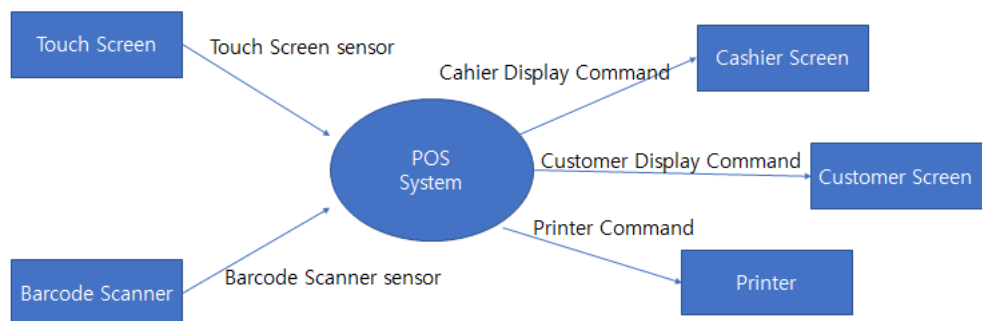 Touch Screen
Touch Screen sensor
Cahier Display Command
Cashier Screen
POS
System
Customer Display Command
Customer Screen
Printer Command
Barcode Scanner sensor
Barcode Scanner
Printer